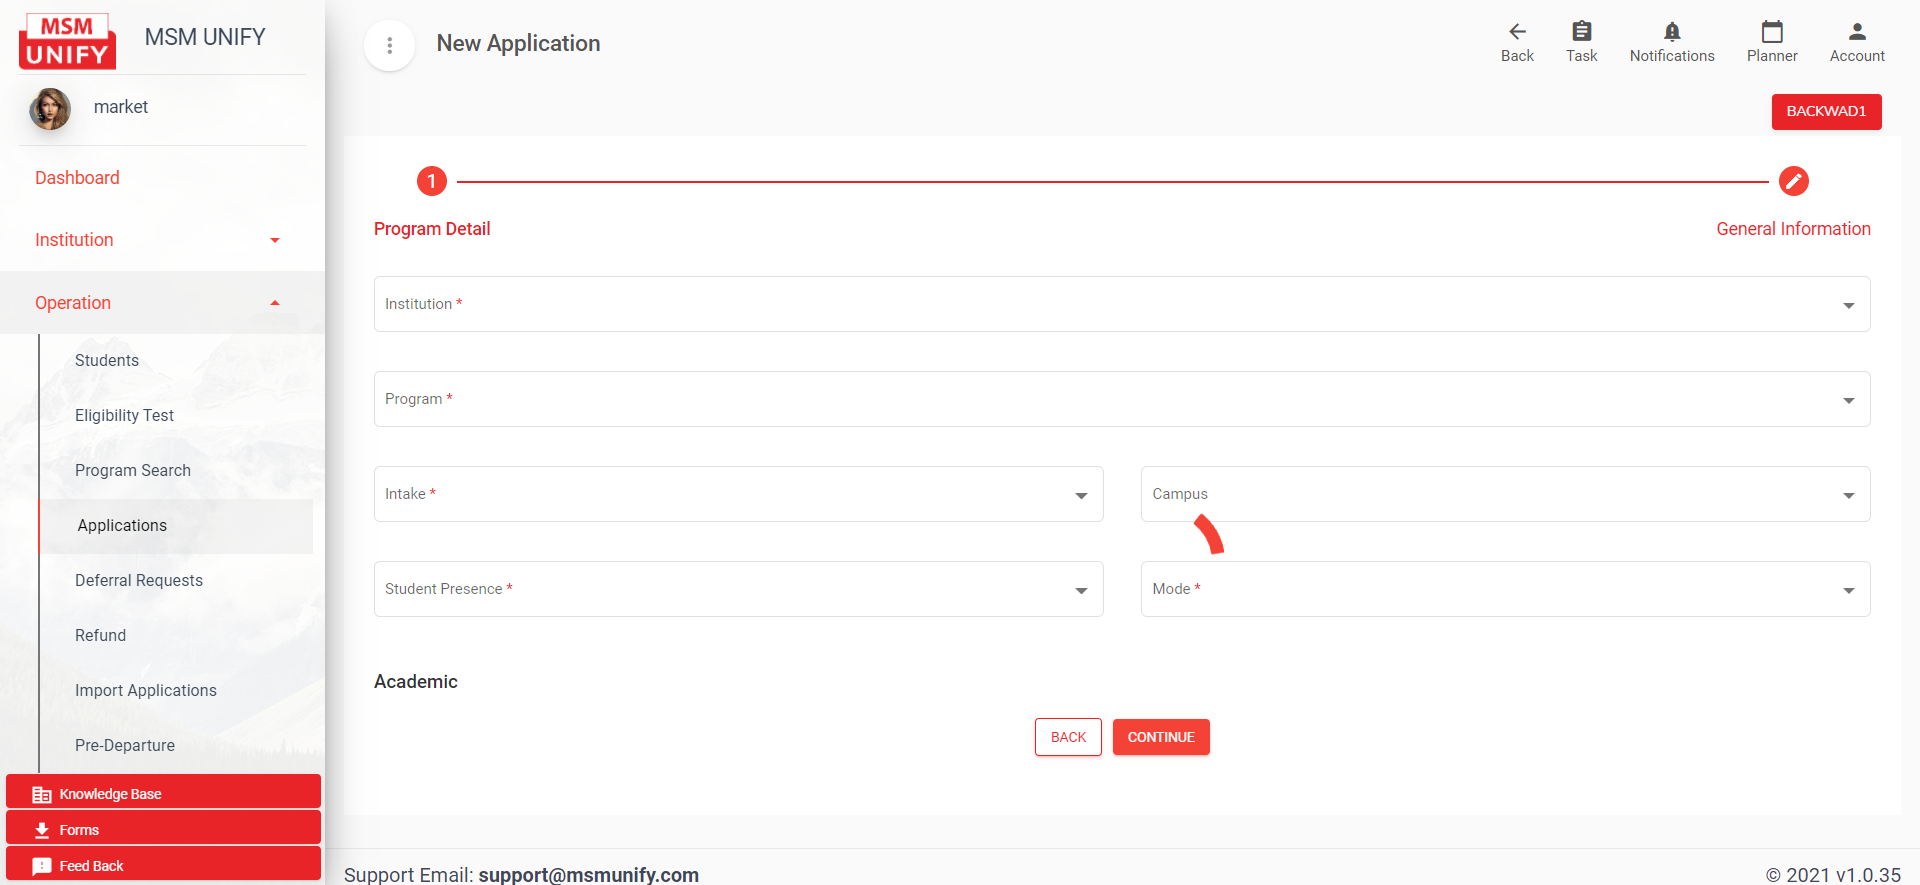 MSM
UNIFY
MSM UNIFY
market
Dashboard
Institution
Operation
Students
Eligibility Test
Program Search
Applications
Deferral Requests
Refund
Import Applications
Pre-Departure
Knowledge Base
Forms
Feed Back
New Application
Back
Task
Notifications
Planner
Account
BACKWAD1
1
Program Detail
General Information
Institution *
Program *
Intake *
Campus
Student Presence *
Mode *
Academic
BACK
CONTINUE
Support Email: support@msmunify.com
© 2021 v1.0.35